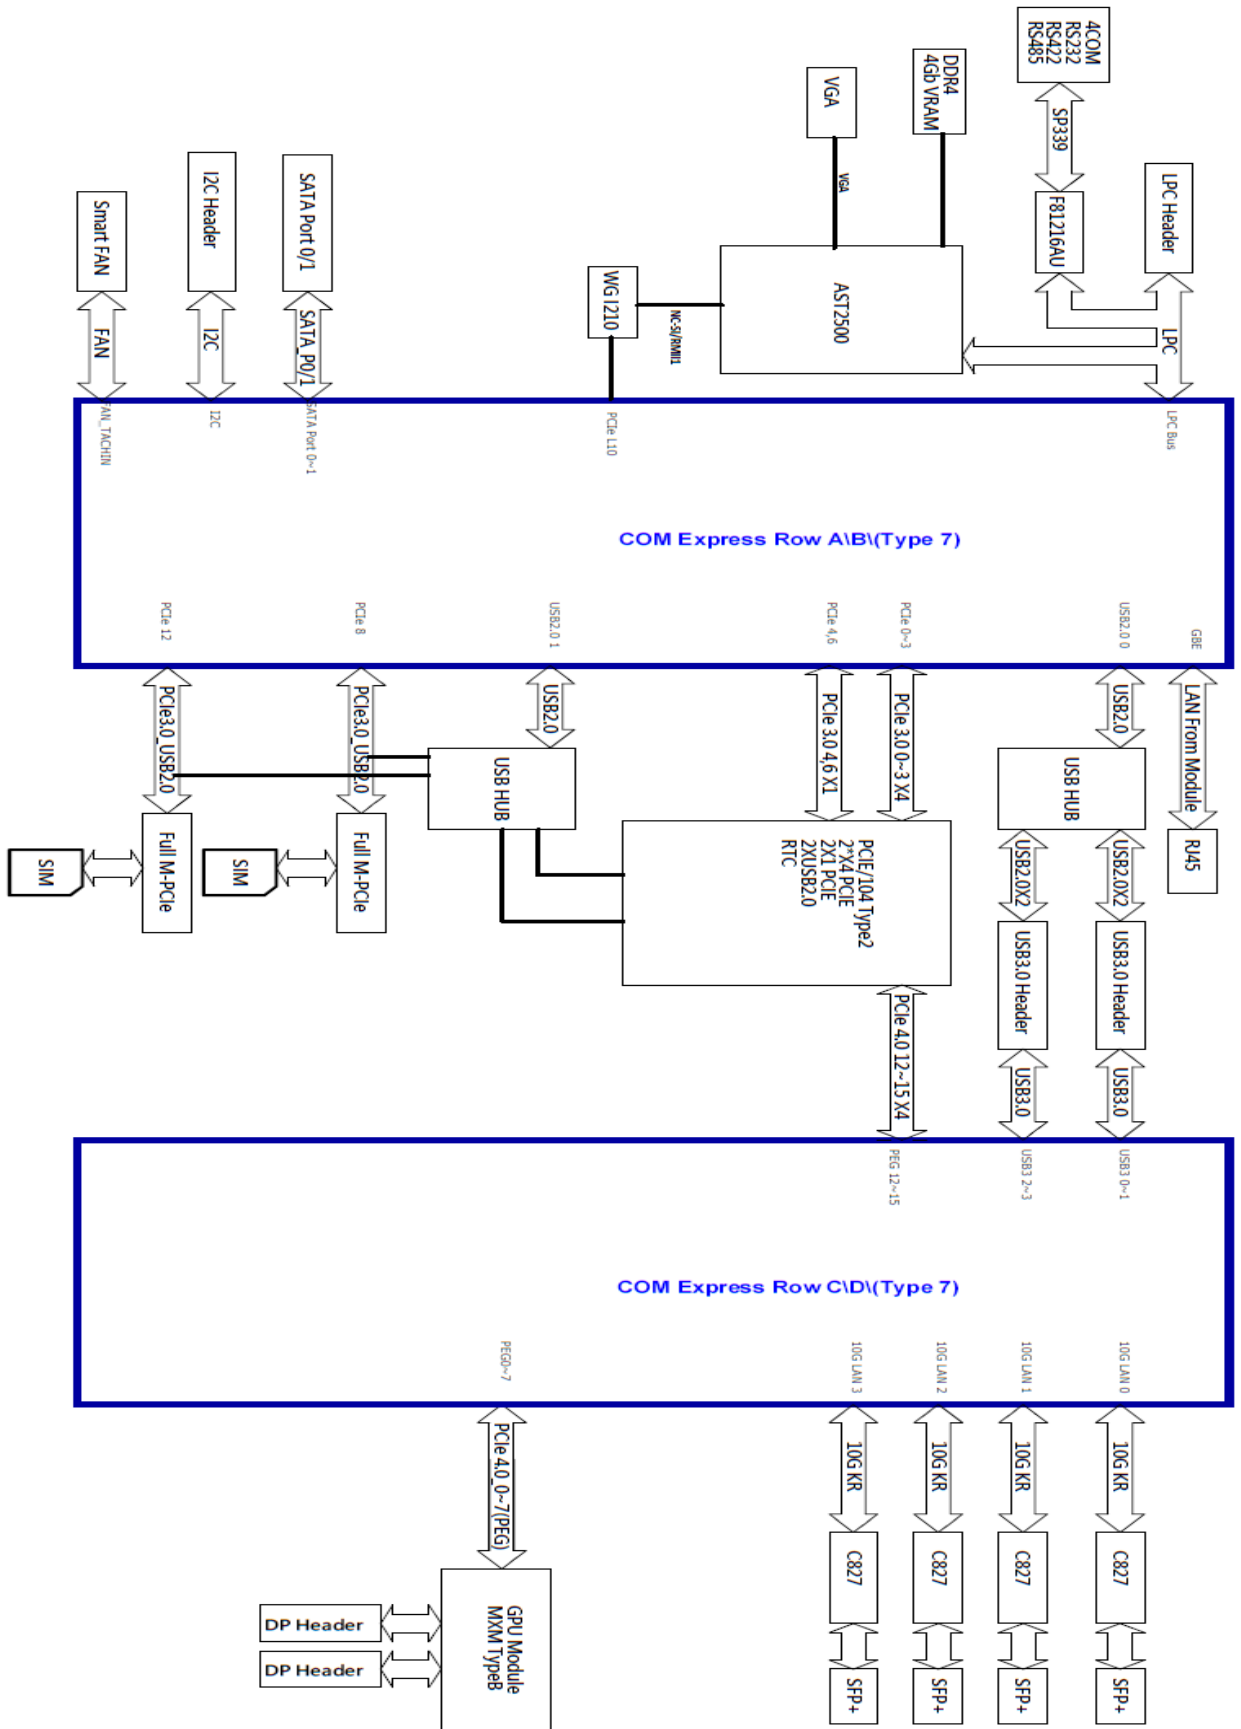 4COM
RS232
RS422
RS485
DDR4
4Gb VRAM
VGA
SP339
VGA
I2C Header
SATA Port 0/1
LPC Header
Smart FAN
F81216AU
WG I210
AST2500
NC-SI/RMII1
FAN
I2C
SATA_P0/1
LPC
FAN_TACHIN
I2C
SATA Port 0~1
PCIe L10
LPC Bus
COM Express Row A\B\(Type 7)
PCIe 12
PCIe 8
USB2.0 1
PCIe 4,6
PCIe 0~3
USB2.0 0
GBE
PCIe3.0_USB2.0
PCIe3.0_USB2.0
USB2.0
PCIe 3.0 4,6 X1
PCIe 3.0 0~3 X4
USB2.0
LAN From Module
USB HUB
USB HUB
SIM
Full M-PCIe
SIM
Full M-PCIe
PCIE/104 Type2
2*X4 PCIE
2X1 PCIE
2XUSB2.0
RTC
USB2.0X2
USB2.0X2
RJ45
USB3.0 Header
USB3.0 Header
PCIe 4.0 12~15 X4
USB3.0
USB3.0
PEG 12~15
USB3 2~3
USB3 0~1
COM Express Row C\D\(Type 7)
PEG0~7
10G LAN 3
10G LAN 2
10G LAN 1
10G LAN 0
PCIe 4.0_0~7(PEG)
10G KR
10G KR
10G KR
10G KR
C827
C827
C827
C827
DP Header
DP Header
GPU Module
MXM TypeB
SFP+
SFP+
SFP+
SFP+